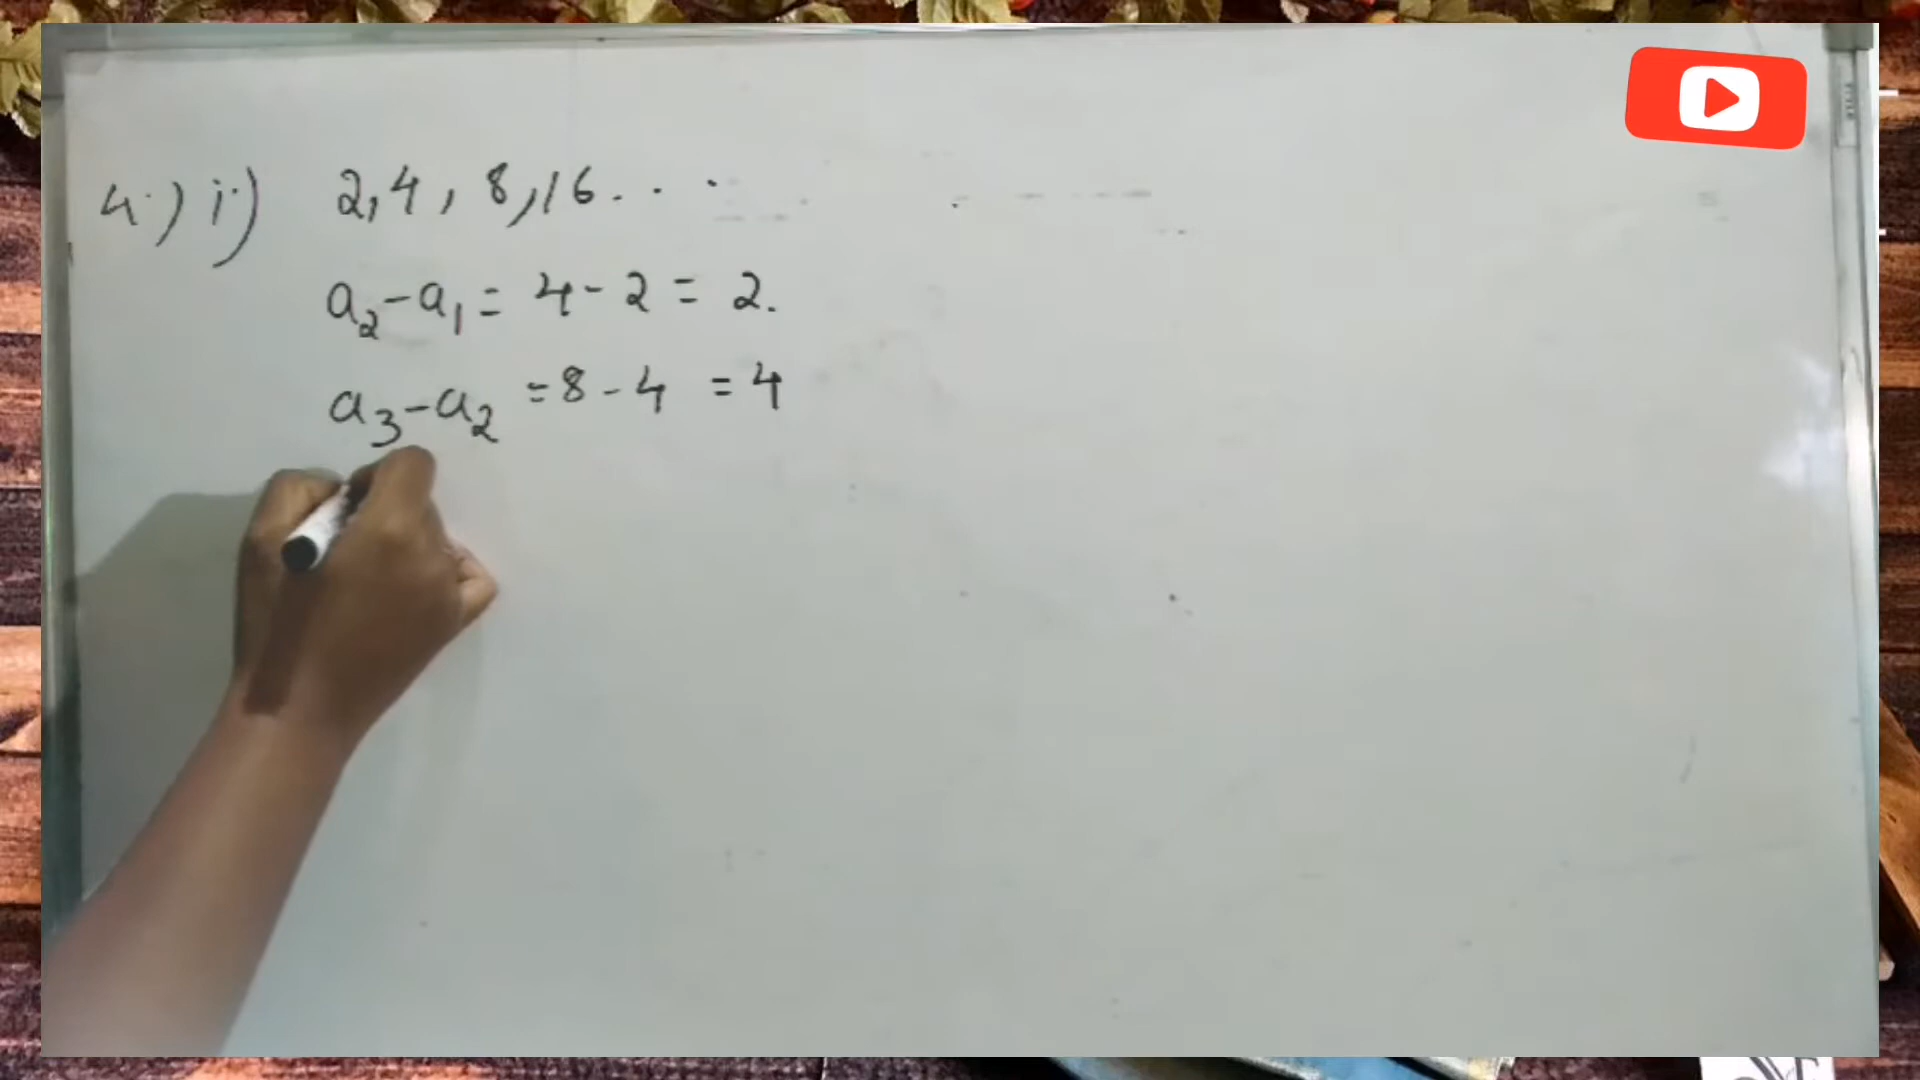 4.) i.) 2, 4, 8, 16. . .
a₂ - a₁ = 4 - 2 = 2.
a₃ - a₂ = 8 - 4 = 4